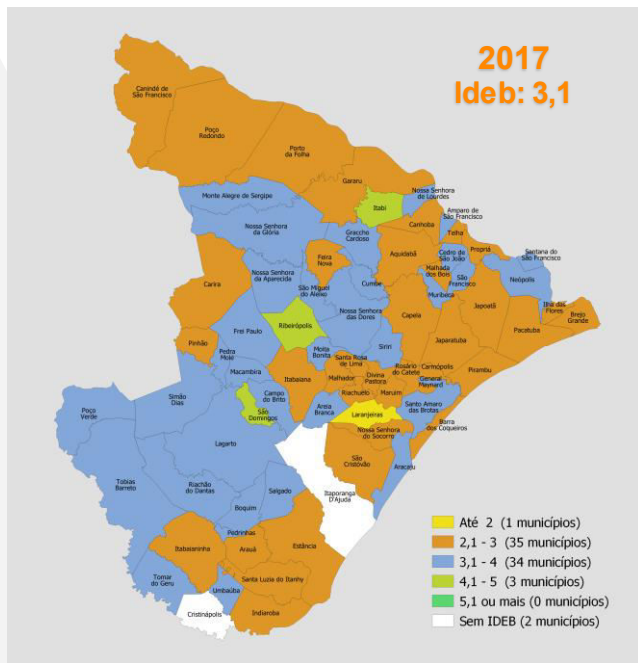 2017
Ideb: 3,1
Canindé de
São Francisco
Poço
Redondo
Porto
da Folha
Gararu
Monte Alegre de Sergipe
Itabi
Nossa Senhora
de Lourdes
Nossa Senhora
da Glória
Graccho
Cardoso
Canhoba
Amparo de
São Francisco
Telha
Propriá
Santana do
São Francisco
Aquidabã
Cedro de
São João
Feira
Nova
Malhada
dos Bois
São
Francisco
Neópolis
Nossa Senhora
da Aparecida
São Miguel
do Aleixo
Cumbe
Muribeca
Carira
Ilha das
Flores
Brejo
Grande
Japoatã
Nossa Senhora
das Dores
Capela
Pacatuba
Ribeirópolis
Frei Paulo
Pinhão
Siriri
Japaratuba
Moita
Bonita
Pedra
Mole
Santa Rosa
de Lima
Divina
Pastora
Rosário
do Catete
Carmópolis
Pirambu
Macambira
Itabaiana
Malhador
General
Maynard
Riachuelo
Maruim
Simão
Dias
Campo
do Brito
Santo Amaro
das Brotas
São
Domingos
Areia
Branca
Laranjeiras
Poço
Verde
Barra
dos Coqueiros
Nossa Senhora
do Socorro
Lagarto
São
Cristóvão
Aracaju
Tobias
Barreto
Riachão
do Dantas
Salgado
Itaporanga
D'Ajuda
Boquim
Pedrinhas
Itabaianinha
Arauá
Estância
Tomar
do Geru
Umbaúba
Santa Luzia do Itanhy
Cristinápolis
Indiaroba
Até 2 (1 municípios)
2,1 - 3 (35 municípios)
3,1 - 4 (34 municípios)
4,1 - 5 (3 municípios)
5,1 ou mais (0 municípios)
Sem IDEB (2 municípios)